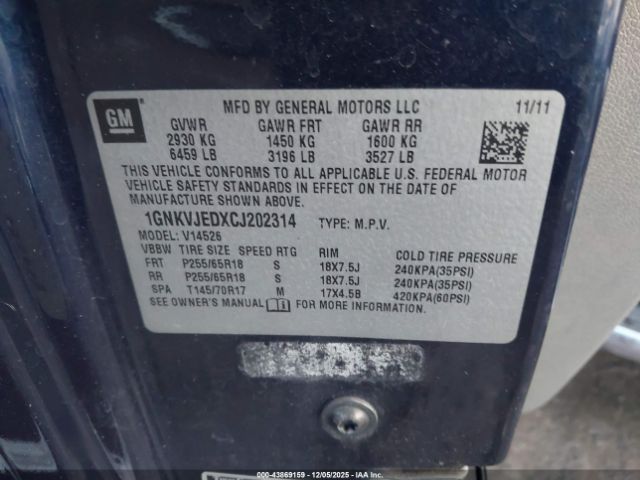 GM
MFD BY GENERAL MOTORS LLC 11/11
GVWR GAWR FRT GAWR RR
2930 KG 1450 KG 1600 KG
6459 LB 3196 LB 3527 LB
THIS VEHICLE CONFORMS TO ALL APPLICABLE U.S. FEDERAL MOTOR
VEHICLE SAFETY STANDARDS IN EFFECT ON THE DATE OF
MANUFACTURE SHOWN ABOVE.
1GNKVJEDXCJ202314 TYPE: M.P.V.
MODEL: V14526
VBBW TIRE SIZE SPEED RTG RIM COLD TIRE PRESSURE
FRT P255/65R18 S 18X7.5J 240KPA(35PSI)
RR P255/65R18 S 18X7.5J 240KPA(35PSI)
SPA T145/70R17 M 17X4.5B 420KPA(60PSI)
SEE OWNER'S MANUAL FOR MORE INFORMATION
000-43869159 - 12/05/2025 - IAAI.com